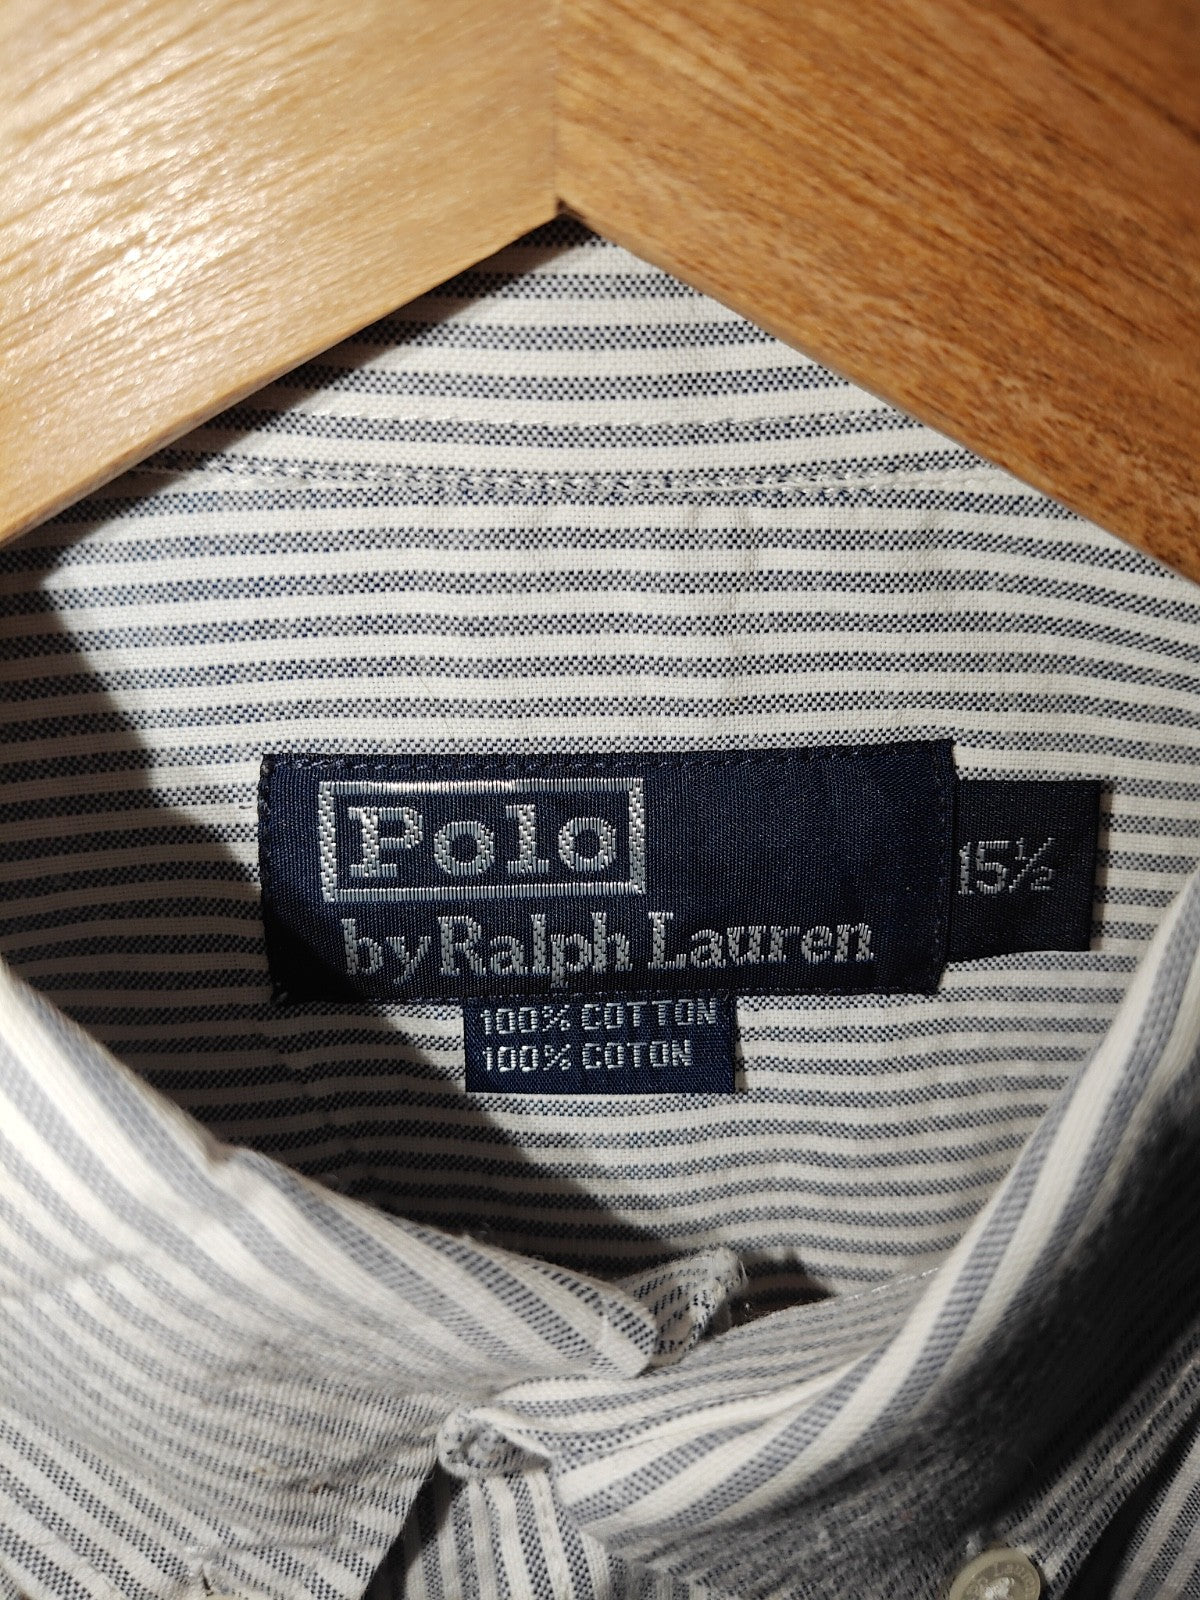 Polo
by Ralph Lauren
15½
100% COTTON
100% COTON